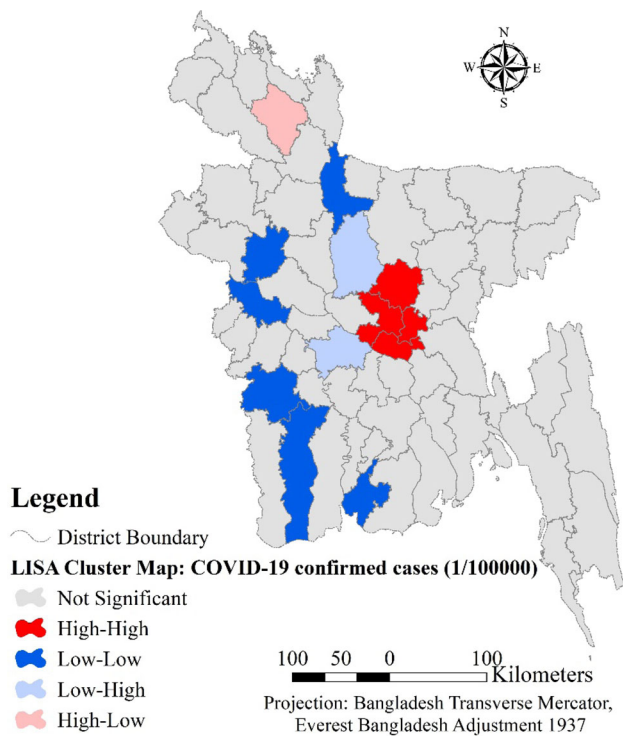 N
W E
S
Legend
District Boundary
LISA Cluster Map: COVID-19 confirmed cases (1/100000)
Not Significant
High-High
Low-Low
Low-High
High-Low
100 50 0 100
Kilometers
Projection: Bangladesh Transverse Mercator,
Everest Bangladesh Adjustment 1937